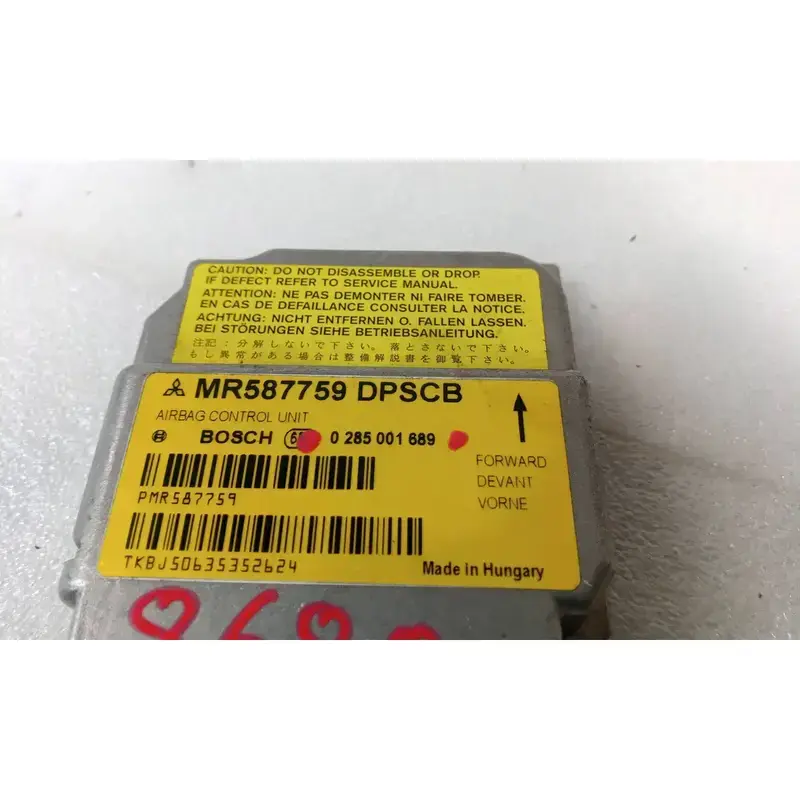 CAUTION: DO NOT DISASSEMBLE OR DROP.
IF DEFECT REFER TO SERVICE MANUAL.
ATTENTION: NE PAS DEMONTER NI FAIRE TOMBER.
EN CAS DE DEFAILLANCE CONSULTER LA NOTICE.
ACHTUNG: NICHT ENTFERNEN O. FALLEN LASSEN.
BEI STÖRUNGEN SIEHE BETRIEBSANLEITUNG.
注記：分解しないで下さい。落とさないで下さい。
もし異常がある場合は整備解説書を御覧下さい。
MR587759 DPSCB
AIRBAG CONTROL UNIT
BOSCH 0 285 001 689
FORWARD
DEVANT
VORNE
PMR587759
TKBJ50635352624
Made in Hungary